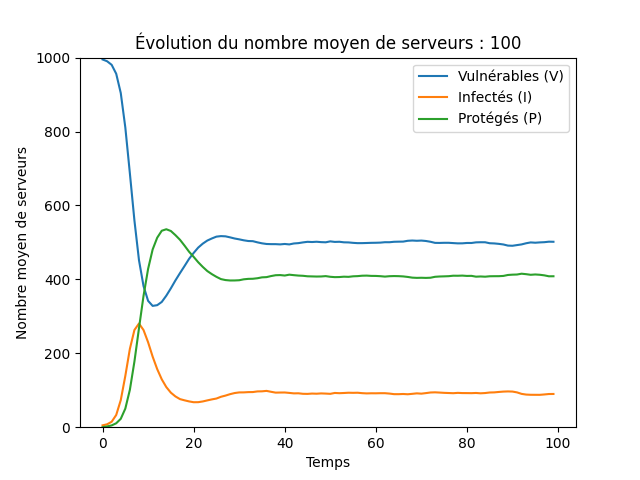 Évolution du nombre moyen de serveurs : 100
Vulnérables (V)
Infectés (I)
Protégés (P)
Nombre moyen de serveurs
1000
800
600
400
200
0
0 20 40 60 80 100
Temps